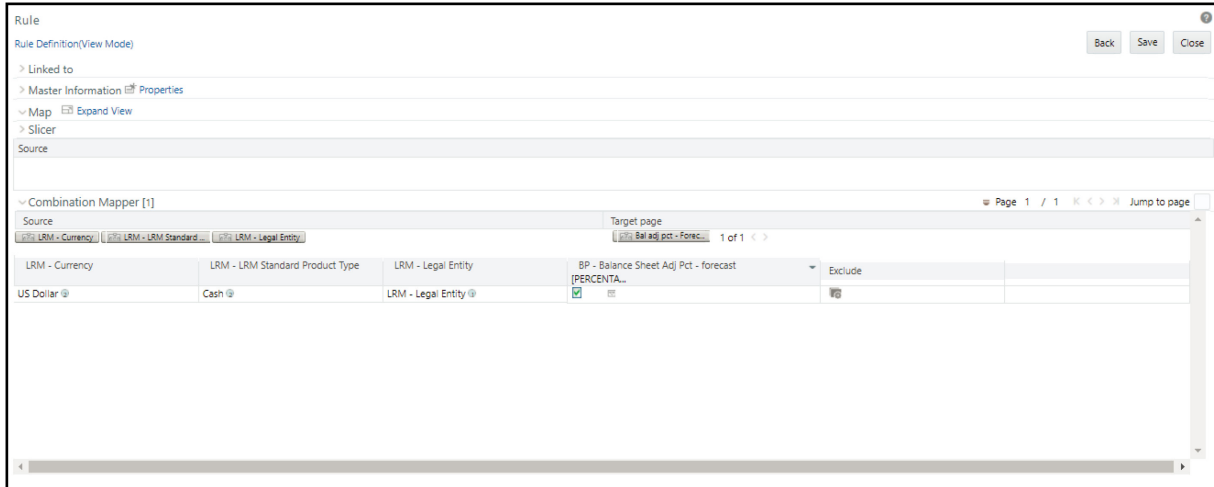 Rule
Rule Definition(View Mode)
Back Save Close
> Linked to
> Master Information Properties
Map Expand View
> Slicer
Source
Combination Mapper [1] Page 1 / 1 Jump to page
Source Target page
LRM - Currency LRM - LRM Standard ... LRM - Legal Entity Bal adj pct - Forec... 1 of 1 < >
LRM - Currency LRM - LRM Standard Product Type LRM - Legal Entity BP - Balance Sheet Adj Pct - forecast Exclude
[PERCENTA...
US Dollar Cash LRM - Legal Entity